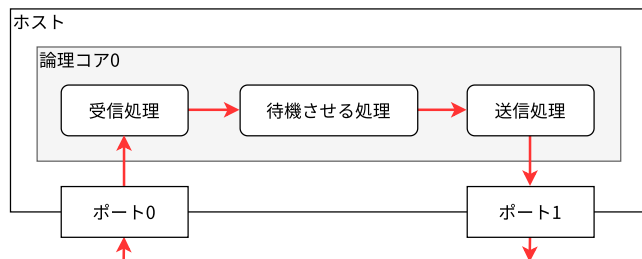 ホスト
論理コア0
受信処理
待機させる処理
送信処理
ポート0
ポート1